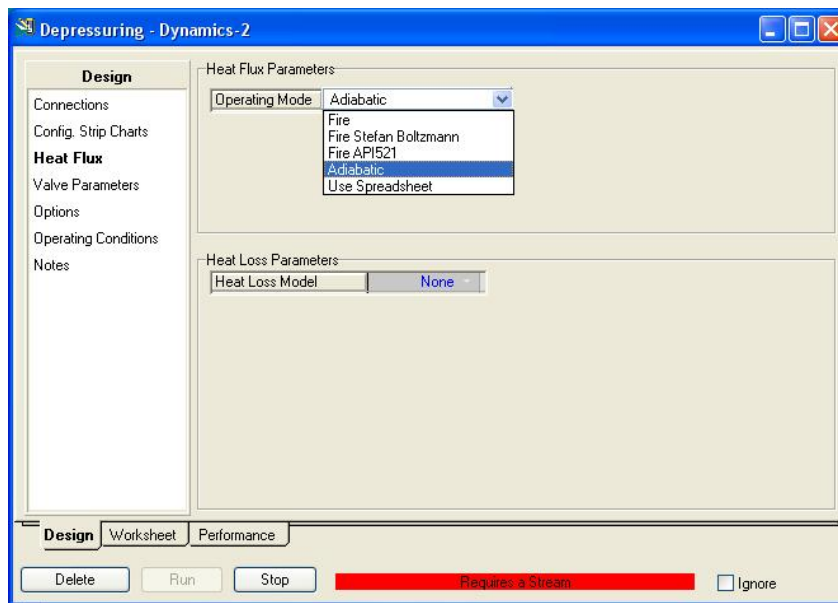 Depressuring - Dynamics-2
Design
Connections
Config. Strip Charts
Heat Flux
Valve Parameters
Options
Operating Conditions
Notes
Heat Flux Parameters
Operating Mode Adiabatic
Fire
Fire Stefan Boltzmann
Fire API521
Adiabatic
Use Spreadsheet
Heat Loss Parameters
Heat Loss Model None
Design Worksheet Performance
Delete Run Stop Requires a Stream Ignore